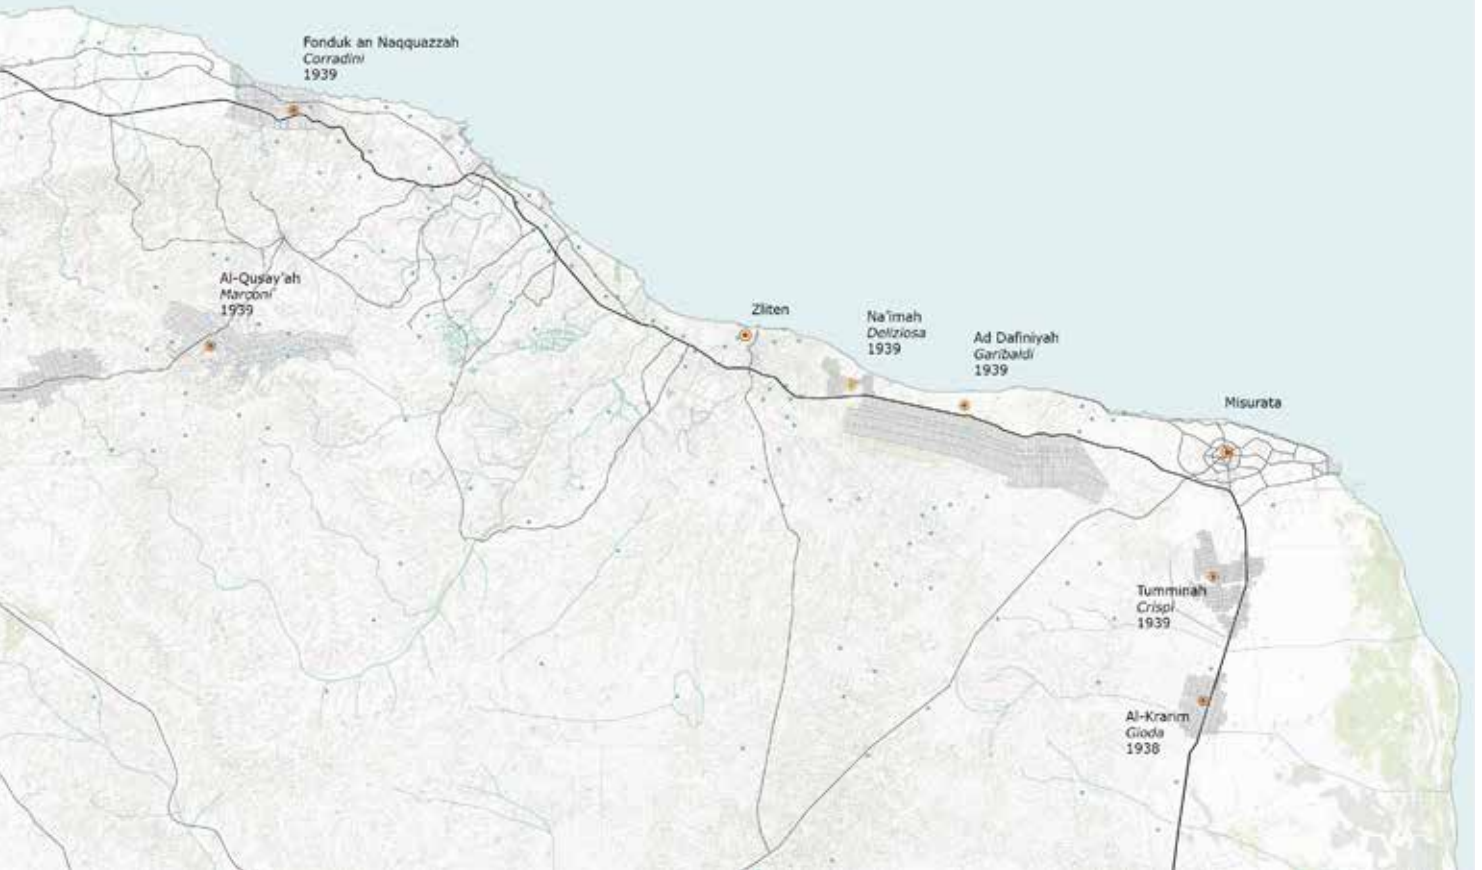 Fonduk an Naqquazzah
Corradini
1939
Al-Qusay'ah
Marconi
1939
Zliten
Na'imah
Deliziosa
1939
Ad Dafiniyah
Garibaldi
1939
Misurata
Tumminah
Crispi
1939
Al-Krarim
Gioda
1938